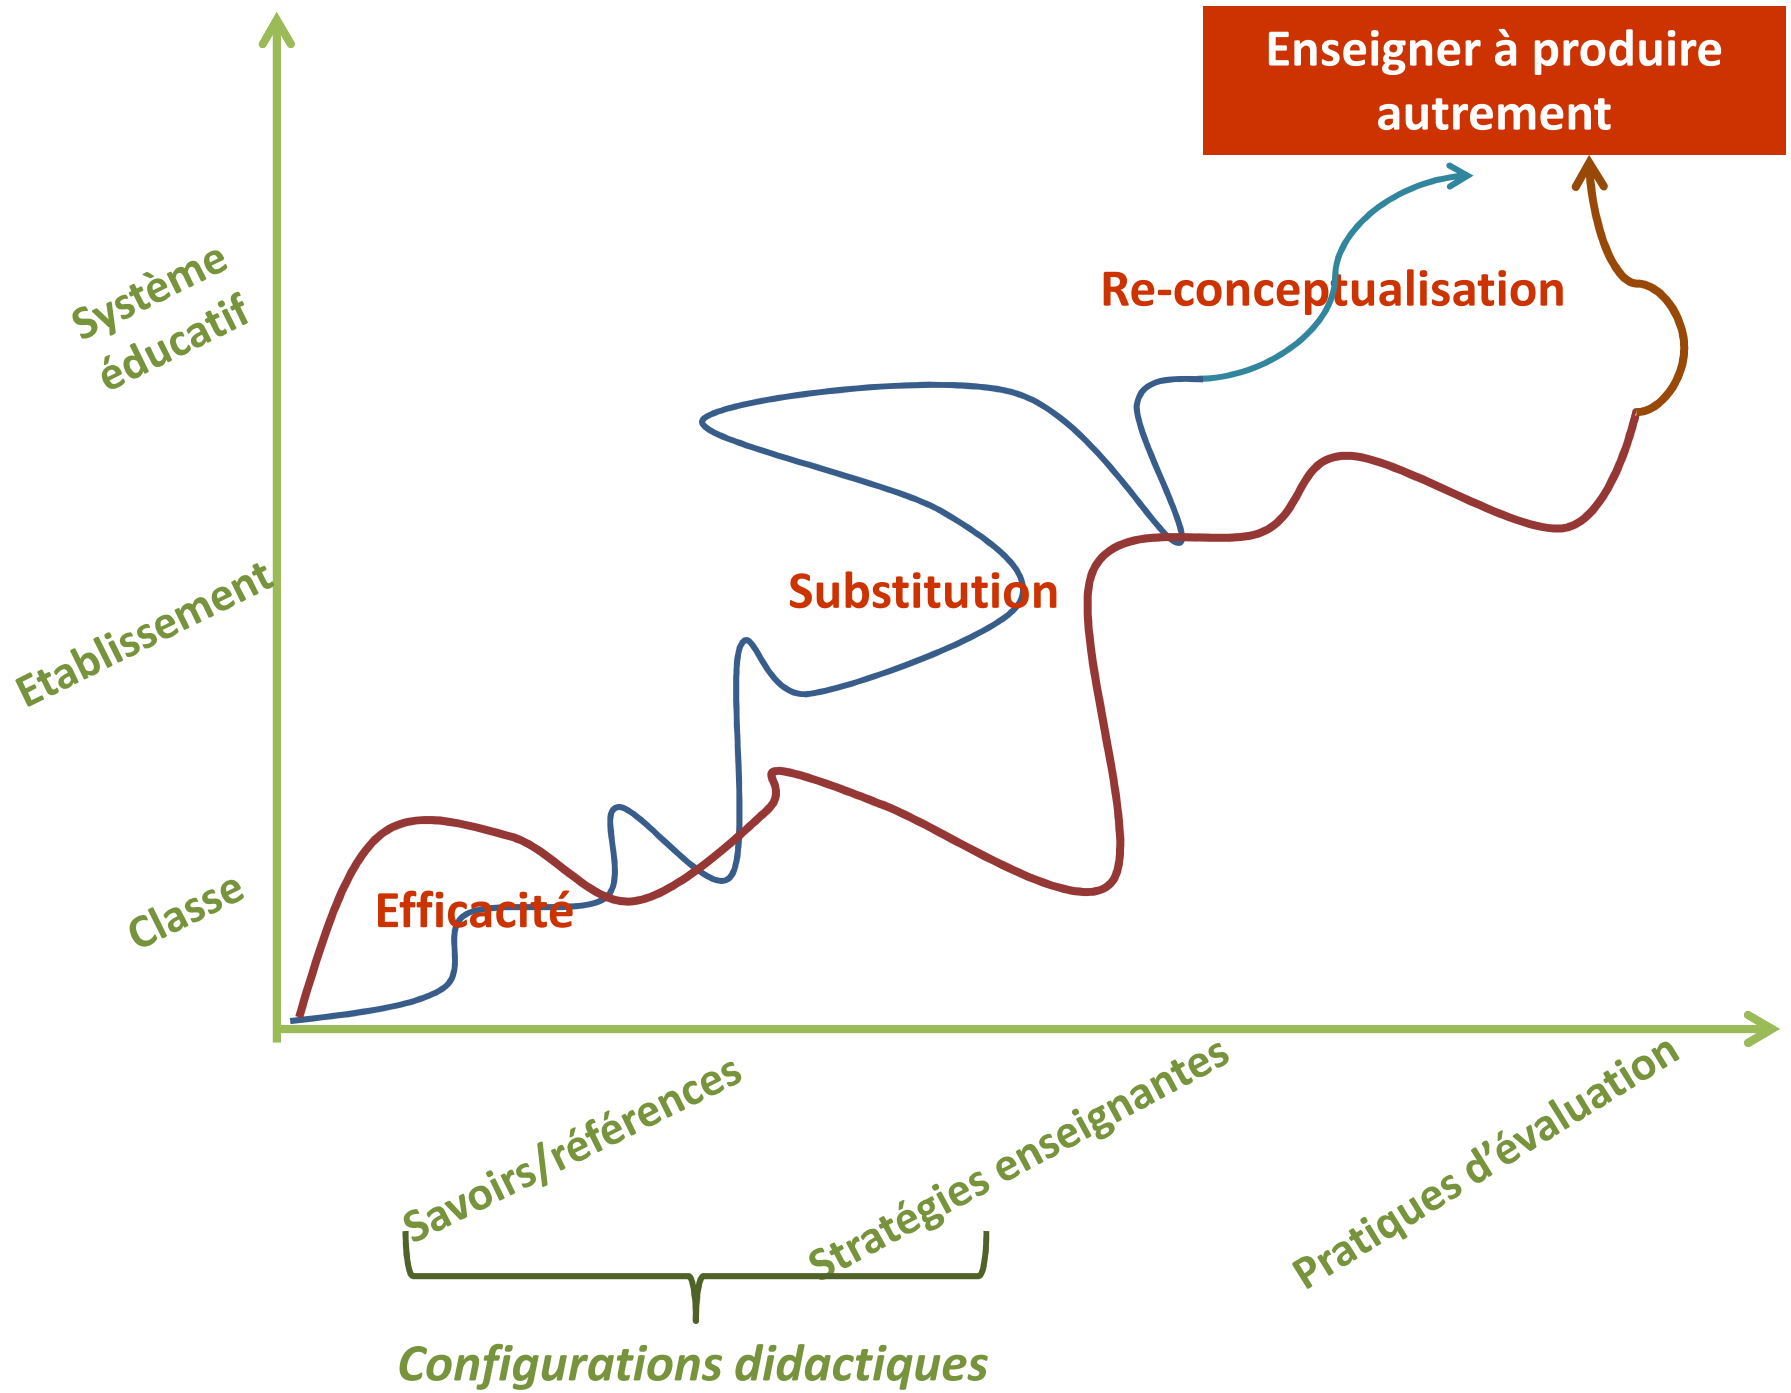 Enseigner à produire
autrement
Système
éducatif
Re-conceptualisation
Etablissement
Substitution
Classe
Efficacité
Savoirs/références
Stratégies enseignantes
Pratiques d’évaluation
Configurations didactiques